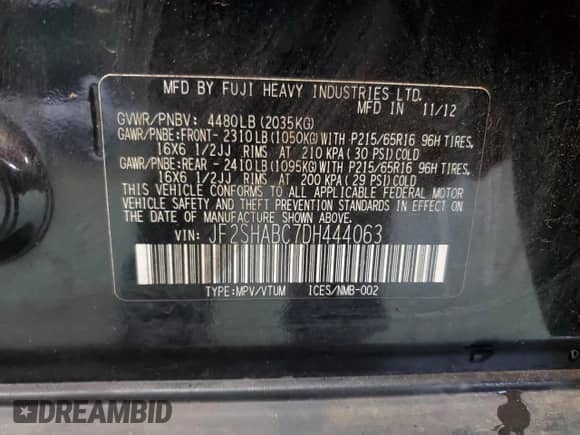 MFD BY FUJI HEAVY INDUSTRIES LTD.
MFD IN 11/12
GVWR/PNBV: 4480LB (2035KG)
GAWR/PNBE:FRONT- 2310LB(1050KG)WITH P215/65R16 96H TIRES,
16X6 1/2JJ RIMS AT 210 KPA( 30 PSI)COLD
GAWR/PNBE:REAR - 2410LB(1095KG)WITH P215/65R16 96H TIRES,
16X6 1/2JJ RIMS AT 200 KPA( 29 PSI)COLD
THIS VEHICLE CONFORMS TO ALL APPLICABLE FEDERAL MOTOR
VEHICLE SAFETY AND THEFT PREVENTION STANDARDS IN EFFECT ON
THE DATE OF MANUFACTURE SHOWN ABOVE.
VIN: JF2SHABC7DH444063
TYPE:MPV/VTUM ICES/NMB-002
DREAMBID